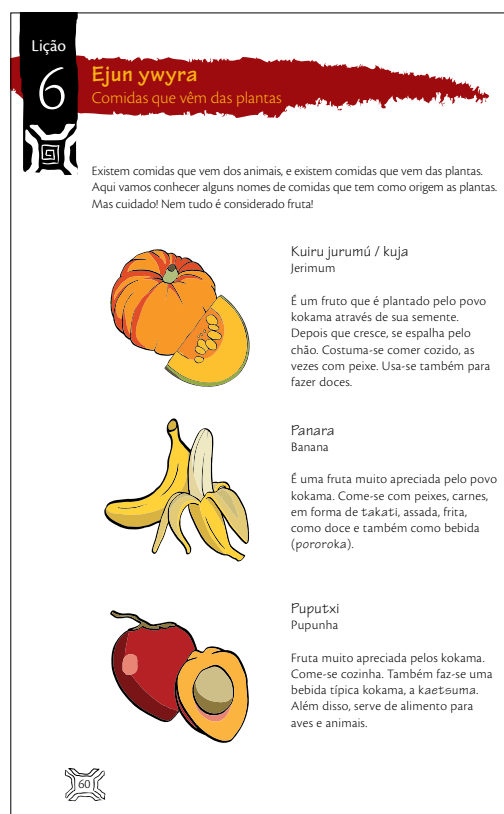 Lição
6
Ejun ywyra
Comidas que vêm das plantas
Existem comidas que vem dos animais, e existem comidas que vem das plantas.
Aqui vamos conhecer alguns nomes de comidas que tem como origem as plantas.
Mas cuidado! Nem tudo é considerado fruta!
Kuiru jurumú / kuja
Jerimum
É um fruto que é plantado pelo povo
kokama através de sua semente.
Depois que cresce, se espalha pelo
chão. Costuma-se comer cozido, as
vezes com peixe. Usa-se também para
fazer doces.
Panara
Banana
É uma fruta muito apreciada pelo povo
kokama. Come-se com peixes, carnes,
em forma de takati, assada, frita,
como doce e também como bebida
(pororoka).
Puputxi
Pupunha
Fruta muito apreciada pelos kokama.
Come-se cozinha. Também faz-se uma
bebida típica kokama, a kaetsuma.
Além disso, serve de alimento para
aves e animais.
60